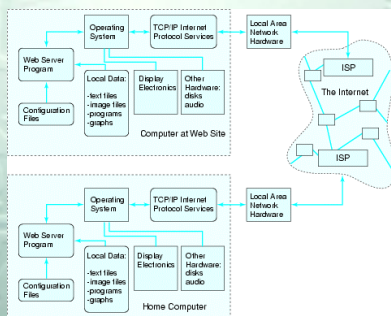 Operating
System
TCP/IP Internet
Protocol Services
Local Area
Network
Hardware
ISP
Web Server
Program
The Internet
Local Data:
-text files
-image files
-programs
-graphs
Display
Electronics
Other
Hardware:
disks
audio
Configuration
Files
Computer at Web Site
ISP
Operating
System
TCP/IP Internet
Protocol Services
Local Area
Network
Hardware
Web Server
Program
Local Data:
-text files
-image files
-programs
-graphs
Display
Electronics
Other
Hardware:
disks
audio
Configuration
Files
Home Computer